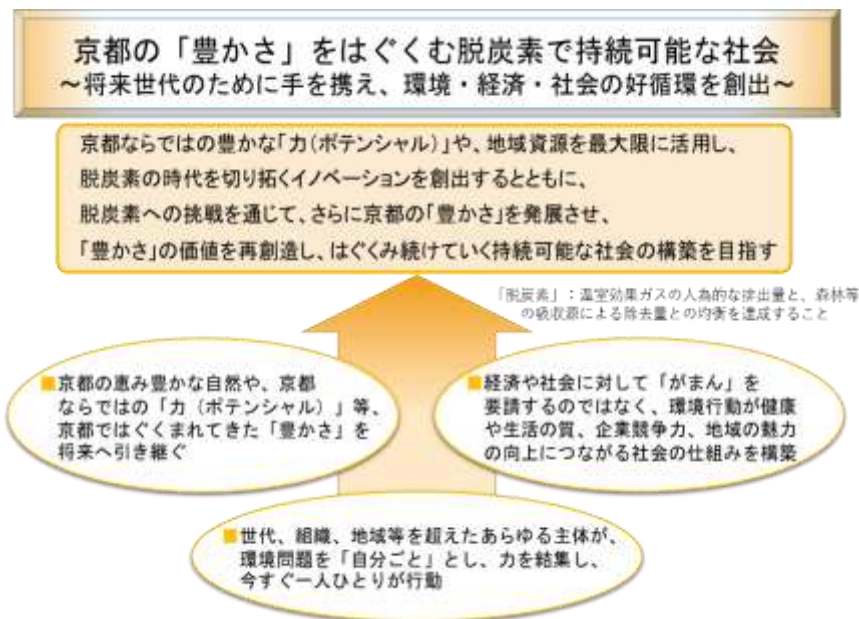 京都の「豊かさ」をはぐくむ脱炭素で持続可能な社会
～将来世代のために手を携え、環境・経済・社会の好循環を創出～
京都ならではの豊かな「力(ポテンシャル)」や、地域資源を最大限に活用し、
脱炭素の時代を切り拓くイノベーションを創出するとともに、
脱炭素への挑戦を通じて、さらに京都の「豊かさ」を発展させ、
「豊かさ」の価値を再創造し、はぐくみ続けていく持続可能な社会の構築を目指す
「脱炭素」：温室効果ガスの人為的な排出量と、森林等
の吸収源による除去量との均衡を達成すること
■京都の恵み豊かな自然や、京都
ならではの「力（ポテンシャル）」等、
京都ではぐくまれてきた「豊かさ」を
将来へ引き継ぐ
■経済や社会に対して「がまん」を
要請するのではなく、環境行動が健康
や生活の質、企業競争力、地域の魅力
の向上につながる社会の仕組みを構築
■世代、組織、地域等を超えたあらゆる主体が、
環境問題を「自分ごと」とし、力を結集し、
今すぐ一人ひとりが行動